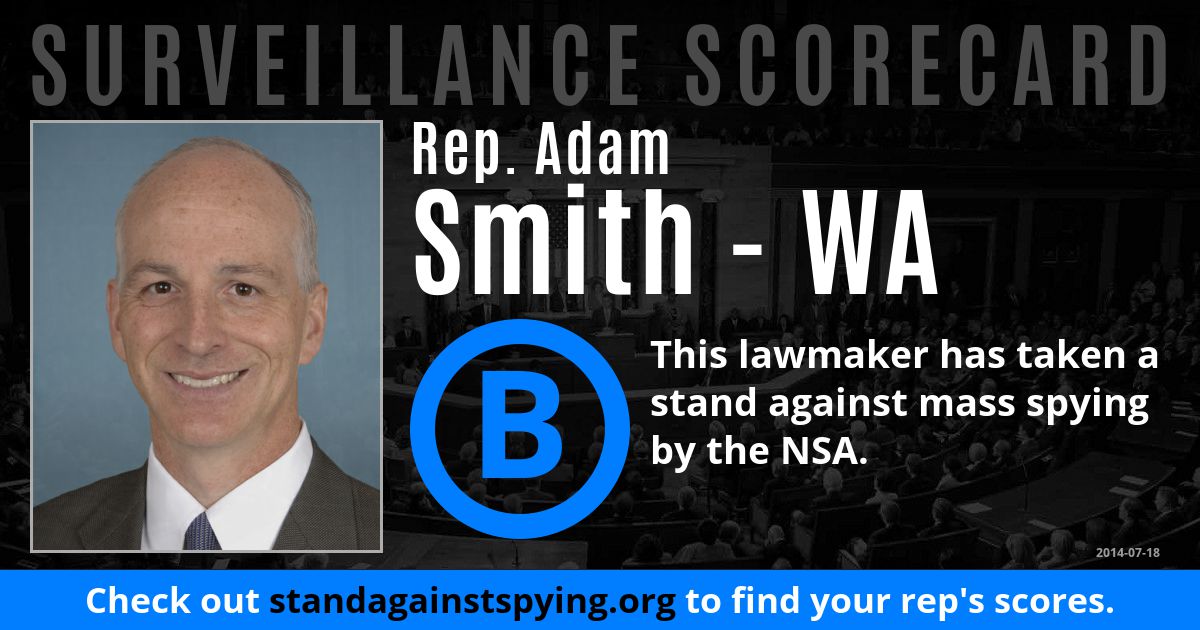 SURVEILLANCE SCORECARD
Rep. Adam
Smith - WA
B
This lawmaker has taken a
stand against mass spying
by the NSA.
2014-07-18
Check out standagainstspying.org to find your rep's scores.